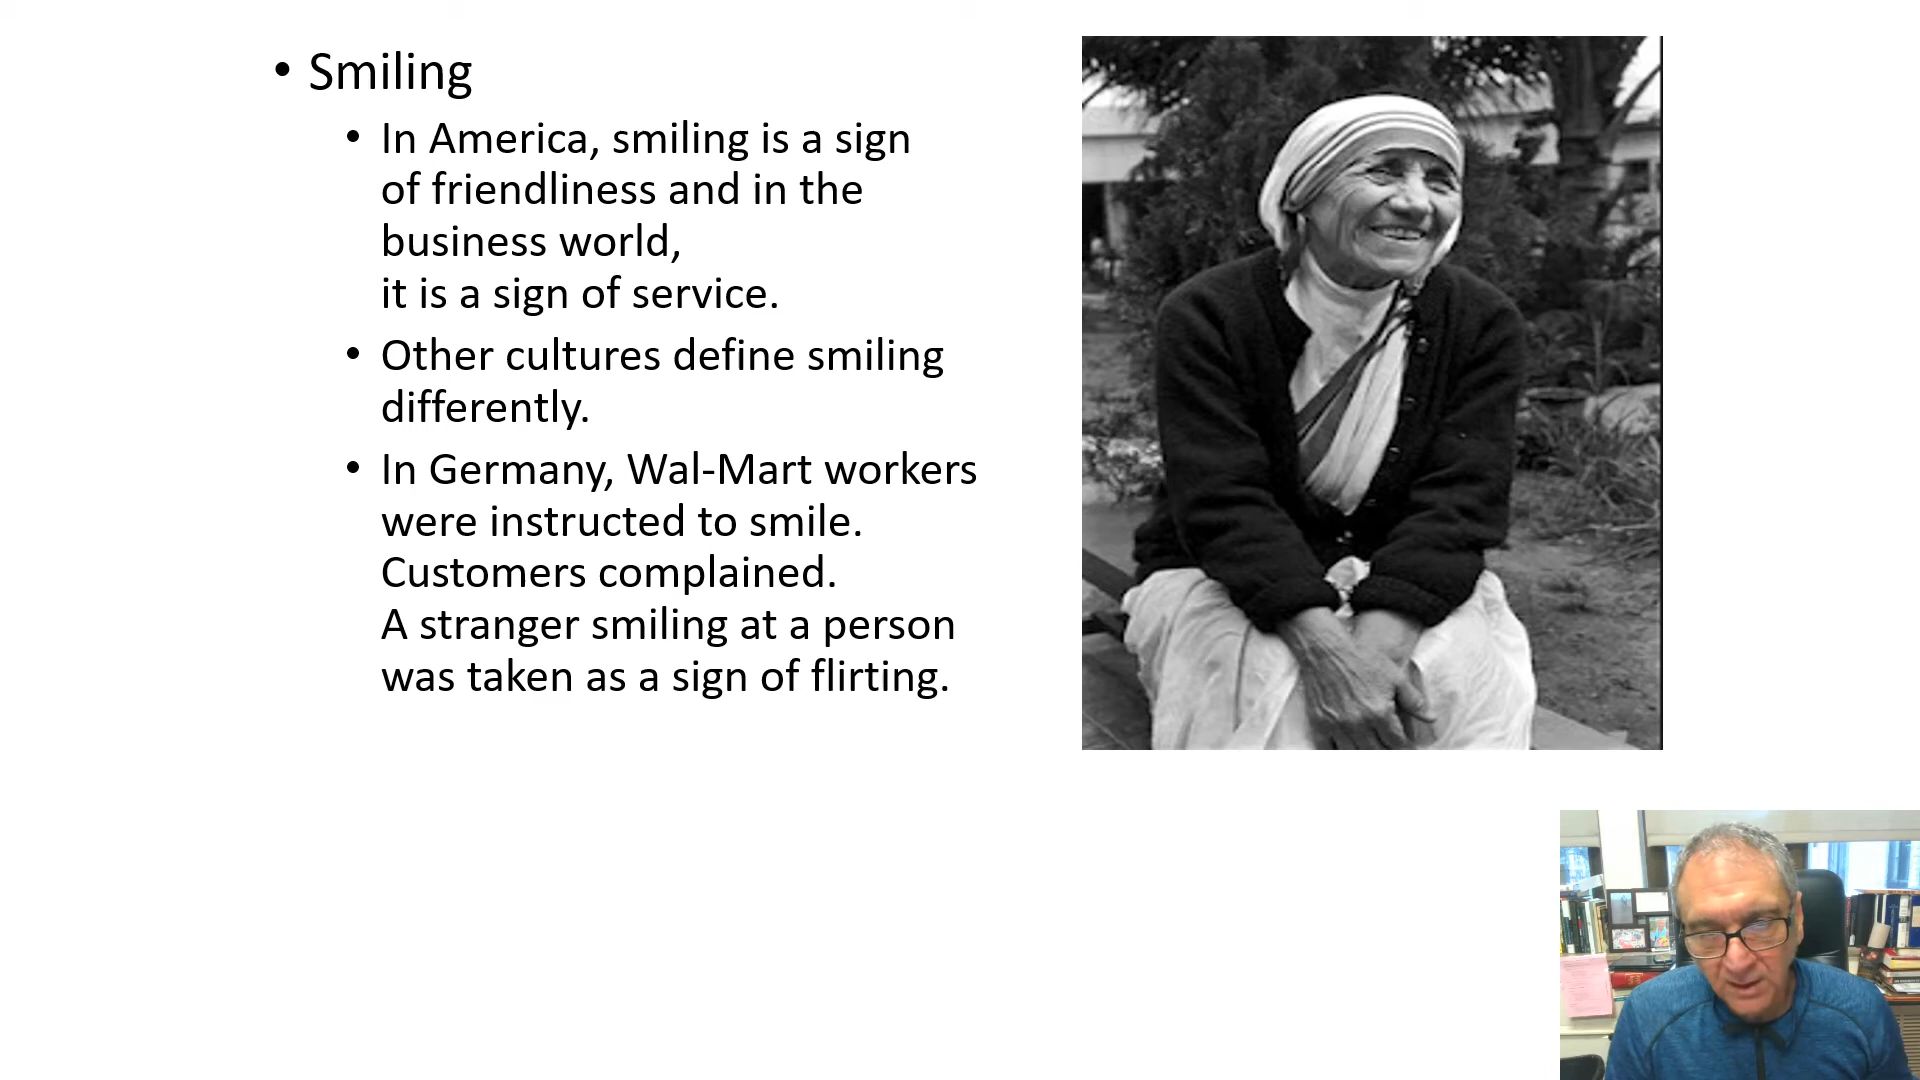 • Smiling
• In America, smiling is a sign
of friendliness and in the
business world,
it is a sign of service.
• Other cultures define smiling
differently.
• In Germany, Wal-Mart workers
were instructed to smile.
Customers complained.
A stranger smiling at a person
was taken as a sign of flirting.